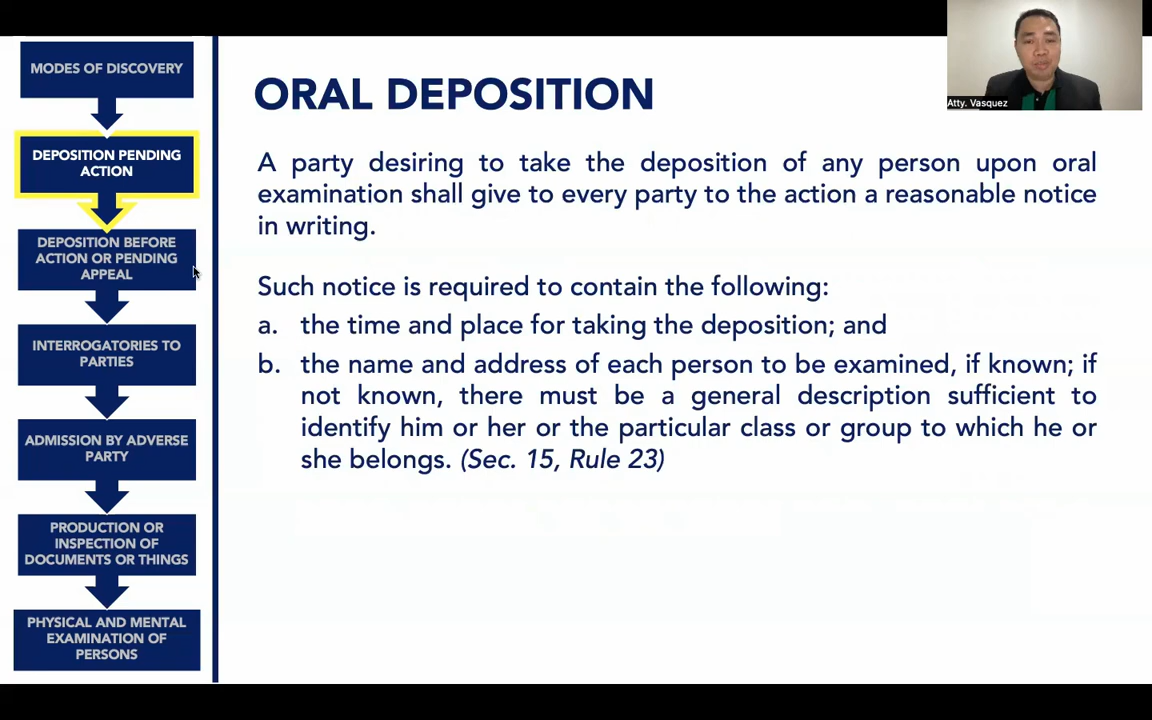 MODES OF DISCOVERY
DEPOSITION PENDING
ACTION
DEPOSITION BEFORE
ACTION OR PENDING
APPEAL
INTERROGATORIES TO
PARTIES
ADMISSION BY ADVERSE
PARTY
PRODUCTION OR
INSPECTION OF
DOCUMENTS OR THINGS
PHYSICAL AND MENTAL
EXAMINATION OF
PERSONS
ORAL DEPOSITION
A party desiring to take the deposition of any person upon oral
examination shall give to every party to the action a reasonable notice
in writing.
Such notice is required to contain the following:
a. the time and place for taking the deposition; and
b. the name and address of each person to be examined, if known; if
not known, there must be a general description sufficient to
identify him or her or the particular class or group to which he or
she belongs. (Sec. 15, Rule 23)
Atty. Vasquez